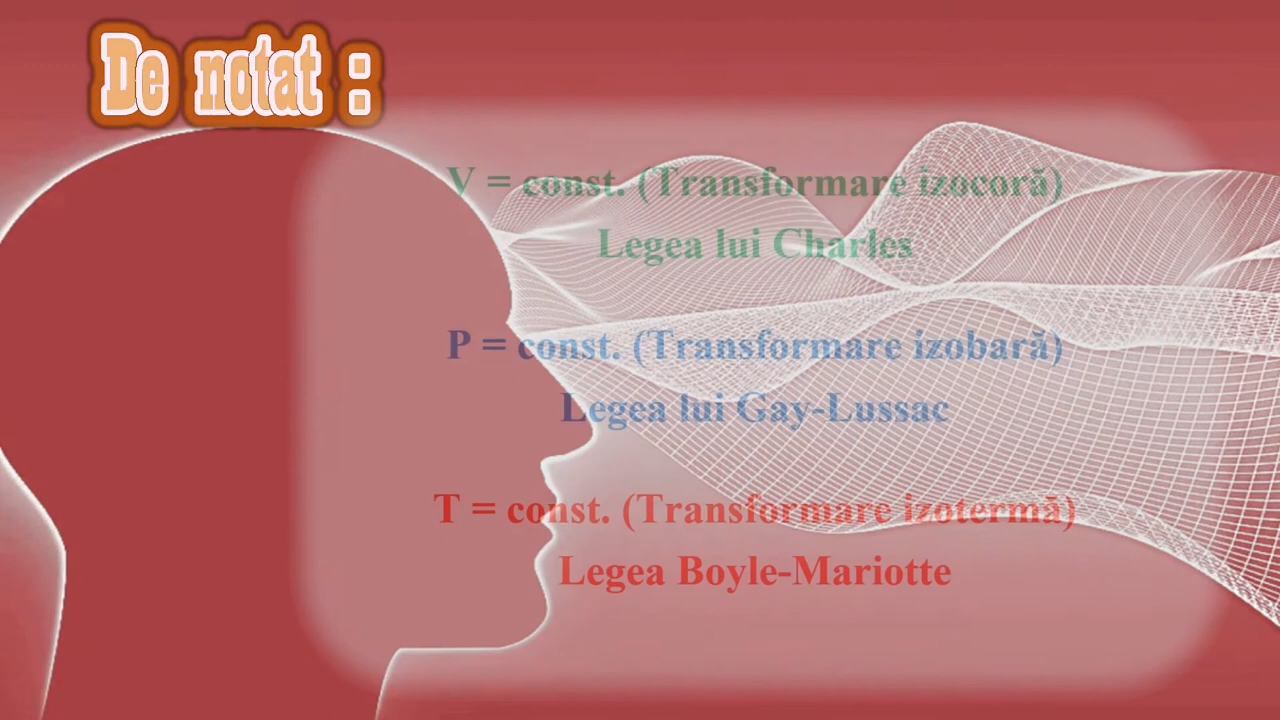 De notat :
V = const. (Transformare izocoră)
Legea lui Charles
P = const. (Transformare izobară)
Legea lui Gay-Lussac
T = const. (Transformare izotermă)
Legea Boyle-Mariotte